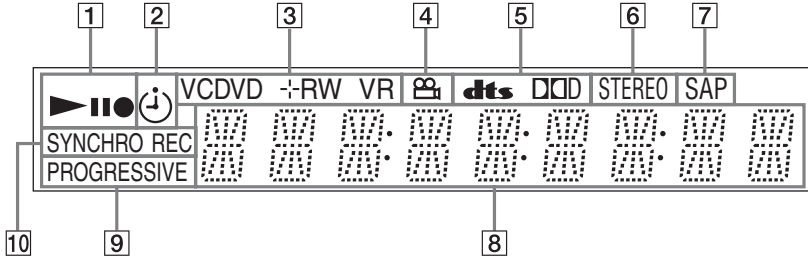 1 2 3 4 5 6 7
VCDVD -RW VR dts DD STEREO SAP
SYNCHRO REC
PROGRESSIVE
10 9 8